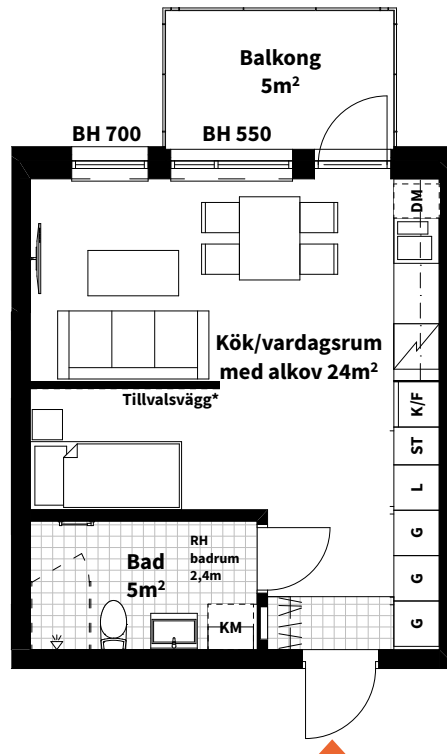 Balkong
5m²
BH 700
BH 550
DM
Kök/vardagsrum
med alkov 24m²
Tillvalsvägg*
K/F
ST
L
G
G
G
Bad
5m²
RH
badrum
2,4m
KM